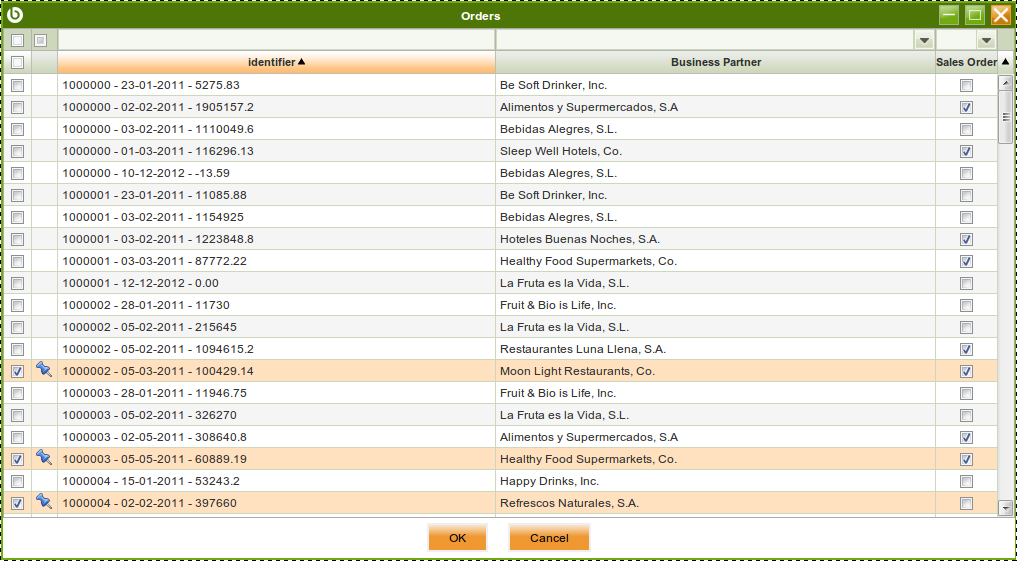 Orders
identifier Business Partner Sales Order
1000000 - 23-01-2011 - 5275.83 Be Soft Drinker, Inc.
1000000 - 02-02-2011 - 1905157.2 Alimentos y Supermercados, S.A
1000000 - 03-02-2011 - 1110049.6 Bebidas Alegres, S.L.
1000000 - 01-03-2011 - 116296.13 Sleep Well Hotels, Co.
1000000 - 10-12-2012 - -13.59 Bebidas Alegres, S.L.
1000001 - 23-01-2011 - 11085.88 Be Soft Drinker, Inc.
1000001 - 03-02-2011 - 1154925 Bebidas Alegres, S.L.
1000001 - 03-02-2011 - 1223848.8 Hoteles Buenas Noches, S.A.
1000001 - 03-03-2011 - 87772.22 Healthy Food Supermarkets, Co.
1000001 - 12-12-2012 - 0.00 La Fruta es la Vida, S.L.
1000002 - 28-01-2011 - 11730 Fruit & Bio is Life, Inc.
1000002 - 05-02-2011 - 215645 La Fruta es la Vida, S.L.
1000002 - 05-02-2011 - 1094615.2 Restaurantes Luna Llena, S.A.
1000002 - 05-03-2011 - 100429.14 Moon Light Restaurants, Co.
1000003 - 28-01-2011 - 11946.75 Fruit & Bio is Life, Inc.
1000003 - 05-02-2011 - 326270 La Fruta es la Vida, S.L.
1000003 - 02-05-2011 - 308640.8 Alimentos y Supermercados, S.A
1000003 - 05-05-2011 - 60889.19 Healthy Food Supermarkets, Co.
1000004 - 15-01-2011 - 53243.2 Happy Drinks, Inc.
1000004 - 02-02-2011 - 397660 Refrescos Naturales, S.A.
OK Cancel